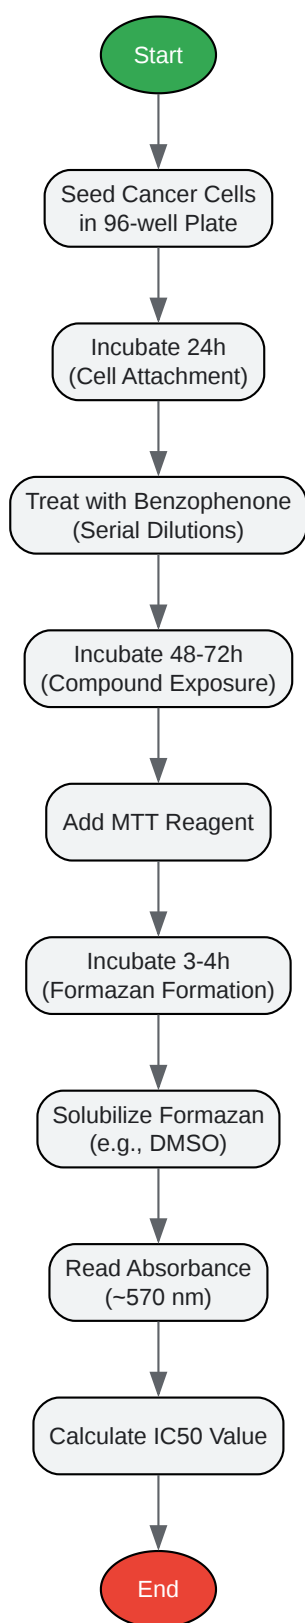 Start
Seed Cancer Cells
in 96-well Plate
Incubate 24h
(Cell Attachment)
Treat with Benzophenone
(Serial Dilutions)
Incubate 48-72h
(Compound Exposure)
Add MTT Reagent
Incubate 3-4h
(Formazan Formation)
Solubilize Formazan
(e.g., DMSO)
Read Absorbance
(~570 nm)
Calculate IC50 Value
End